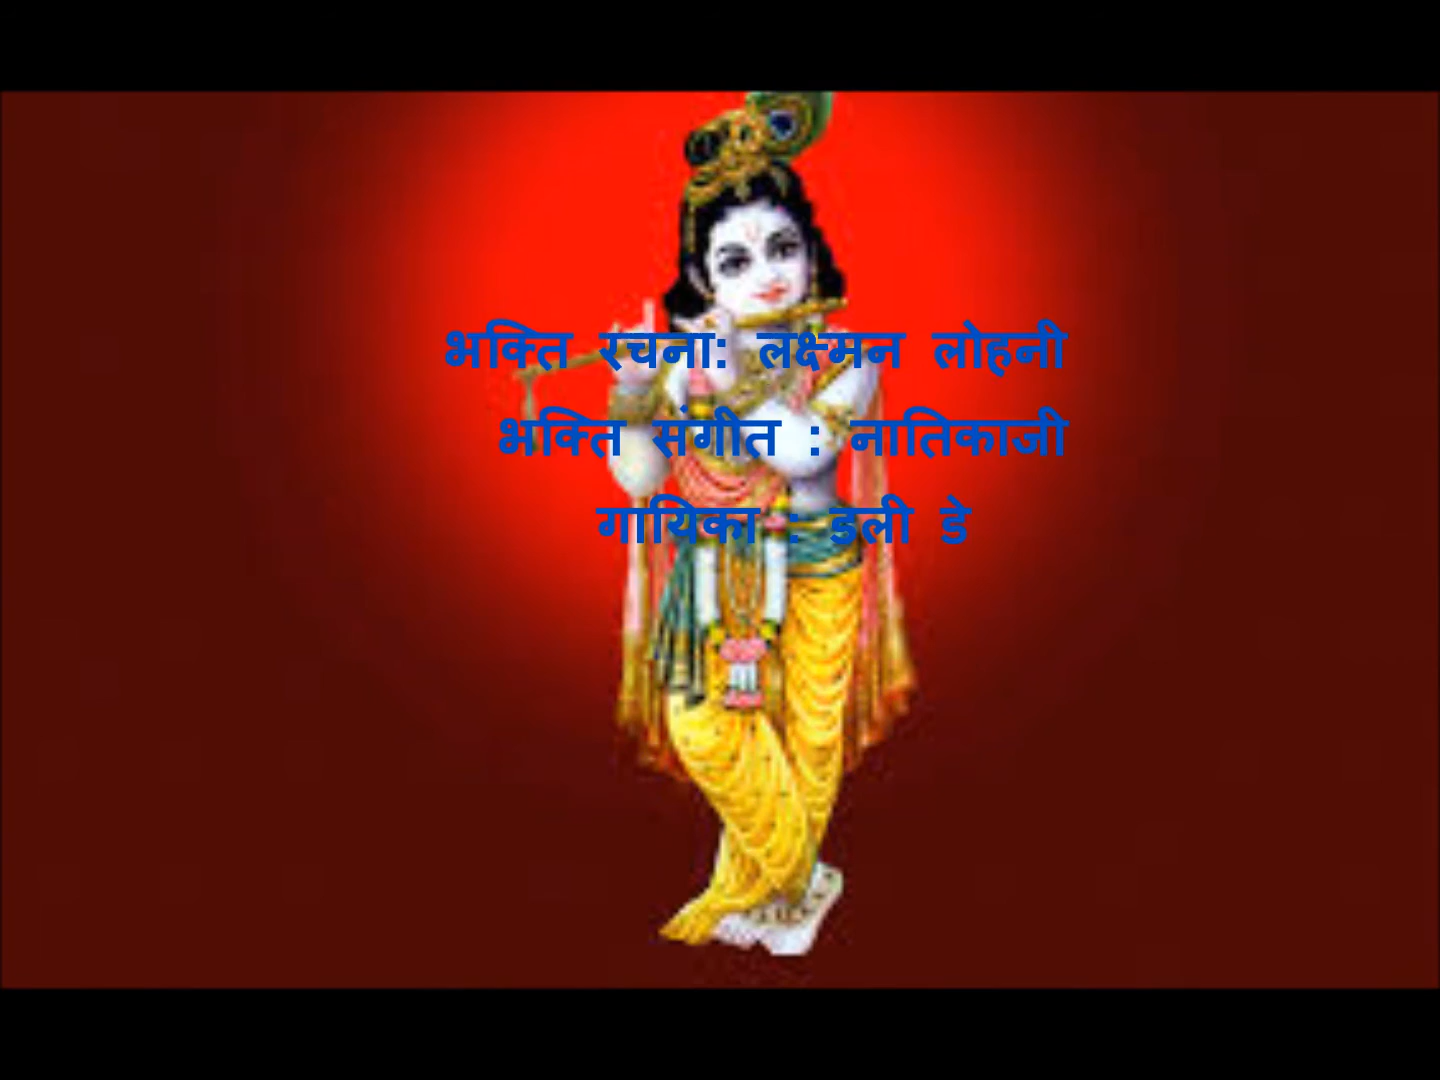 भक्ति रचना: लक्ष्मन लोहनी
भक्ति संगीत : नातिकाजी
गायिका : डली डे